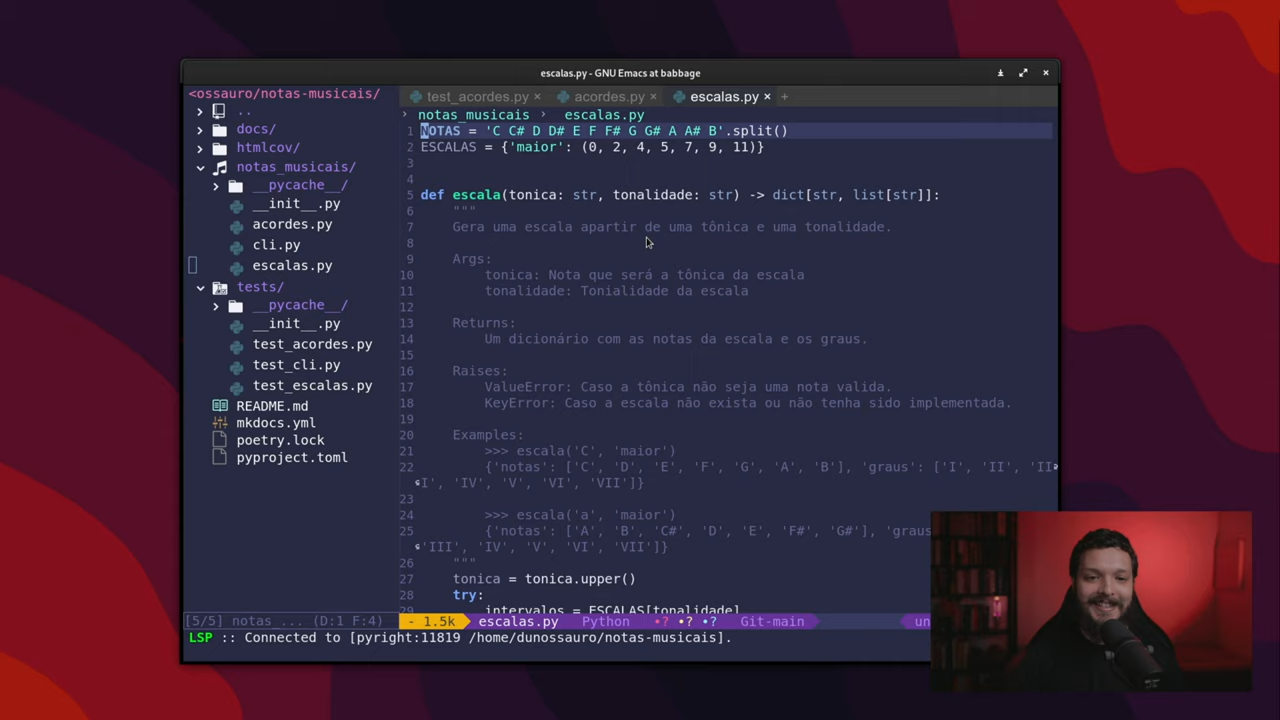 escalas.py - GNU Emacs at babbage
<ossauro/notas-musicais/
..
docs/
htmlcov/
notas_musicais/
__pycache__/
__init__.py
acordes.py
cli.py
escalas.py
tests/
__pycache__/
__init__.py
test_acordes.py
test_cli.py
test_escalas.py
README.md
mkdocs.yml
poetry.lock
pyproject.toml
[5/5] notas ... (D:1 F:4)
test_acordes.py × acordes.py × escalas.py × +
› notas_musicais › escalas.py
1 NOTAS = 'C C# D D# E F F# G G# A A# B'.split()
2 ESCALAS = {'maior': (0, 2, 4, 5, 7, 9, 11)}
3
4
5 def escala(tonica: str, tonalidade: str) -> dict[str, list[str]]:
6 """
7 Gera uma escala apartir de uma tônica e uma tonalidade.
8
9 Args:
10 tonica: Nota que será a tônica da escala
11 tonalidade: Tonialidade da escala
12
13 Returns:
14 Um dicionário com as notas da escala e os graus.
15
16 Raises:
17 ValueError: Caso a tônica não seja uma nota valida.
18 KeyError: Caso a escala não exista ou não tenha sido implementada.
19
20 Examples:
21 >>> escala('C', 'maior')
22 {'notas': ['C', 'D', 'E', 'F', 'G', 'A', 'B'], 'graus': ['I', 'II', 'II
I', 'IV', 'V', 'VI', 'VII']}
23
24 >>> escala('a', 'maior')
25 {'notas': ['A', 'B', 'C#', 'D', 'E', 'F#', 'G#'], 'graus
'III', 'IV', 'V', 'VI', 'VII']}
26 """
27 tonica = tonica.upper()
28 try:
29 intervalos = ESCALAS[tonalidade]
- 1.5k escalas.py Python •? •? •? Git-main un
LSP :: Connected to [pyright:11819 /home/dunossauro/notas-musicais].